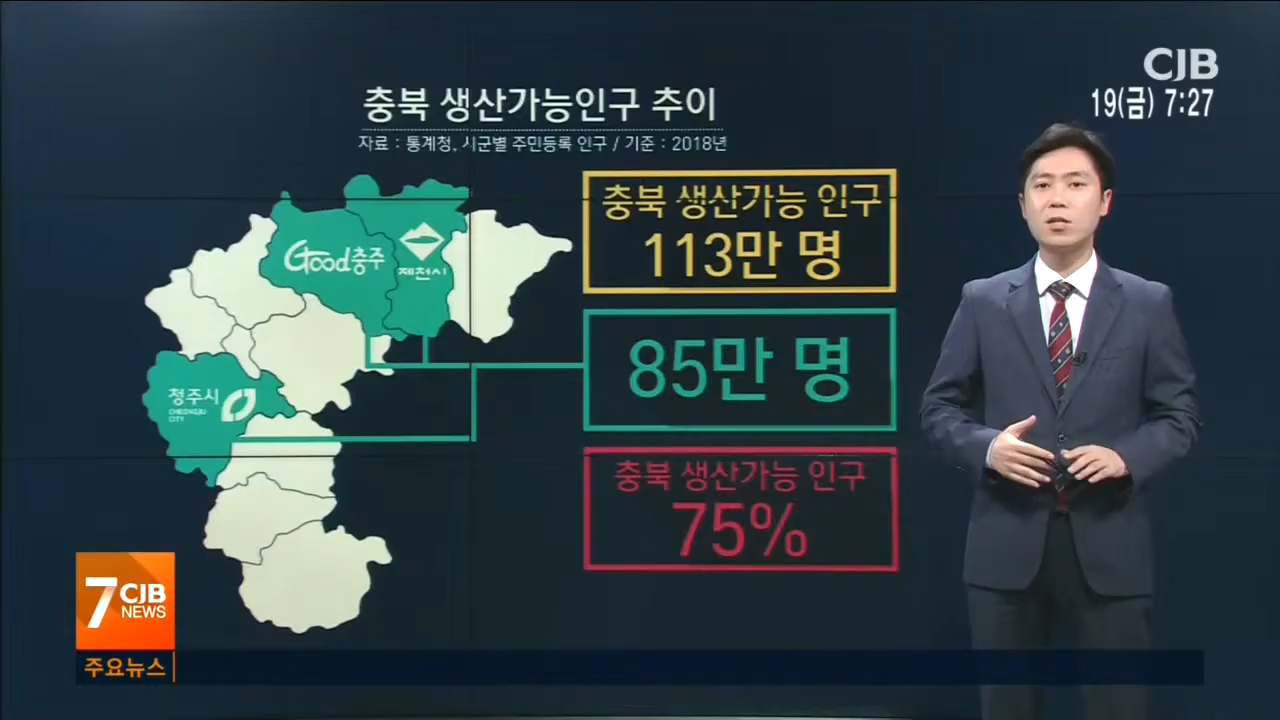 CJB
19(금) 7:27
충북 생산가능인구 추이
자료 : 통계청, 시군별 주민등록 인구 / 기준 : 2018년
충북 생산가능 인구
113만 명
Good충주
제천시
85만 명
청주시
CHEONGJU
CITY
충북 생산가능 인구
75%
7 CJB
NEWS
주요뉴스